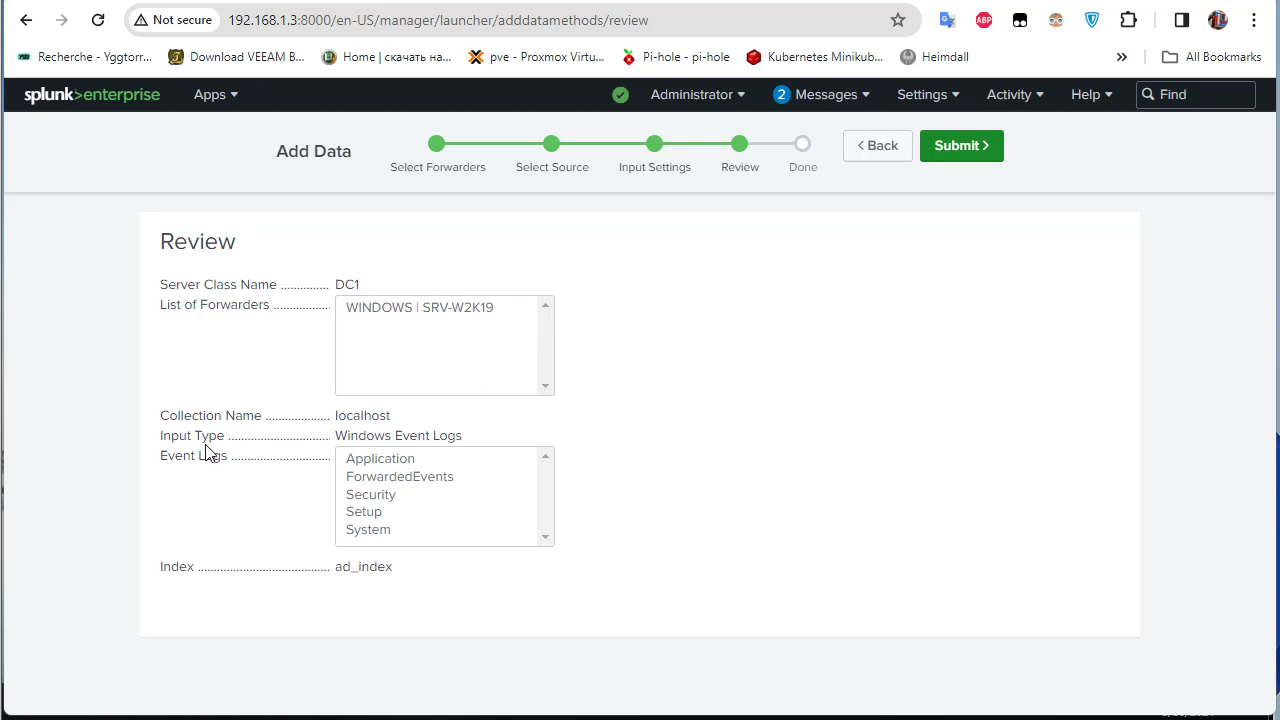 Not secure 192.168.1.3:8000/en-US/manager/launcher/adddatamethods/review ABP
Recherche - Yggtorr... Download VEEAM B... Home | скачать на... pve - Proxmox Virtu... Pi-hole - pi-hole Kubernetes Minikub... Heimdall » All Bookmarks
splunk>enterprise Apps Administrator 2 Messages Settings Activity Help Find
Add Data Select Forwarders Select Source Input Settings Review Done < Back Submit >
Review
Server Class Name ............... DC1
List of Forwarders ................. WINDOWS | SRV-W2K19
Collection Name ................... localhost
Input Type ............................... Windows Event Logs
Event Logs .............................. Application
ForwardedEvents
Security
Setup
System
Index ........................................ ad_index